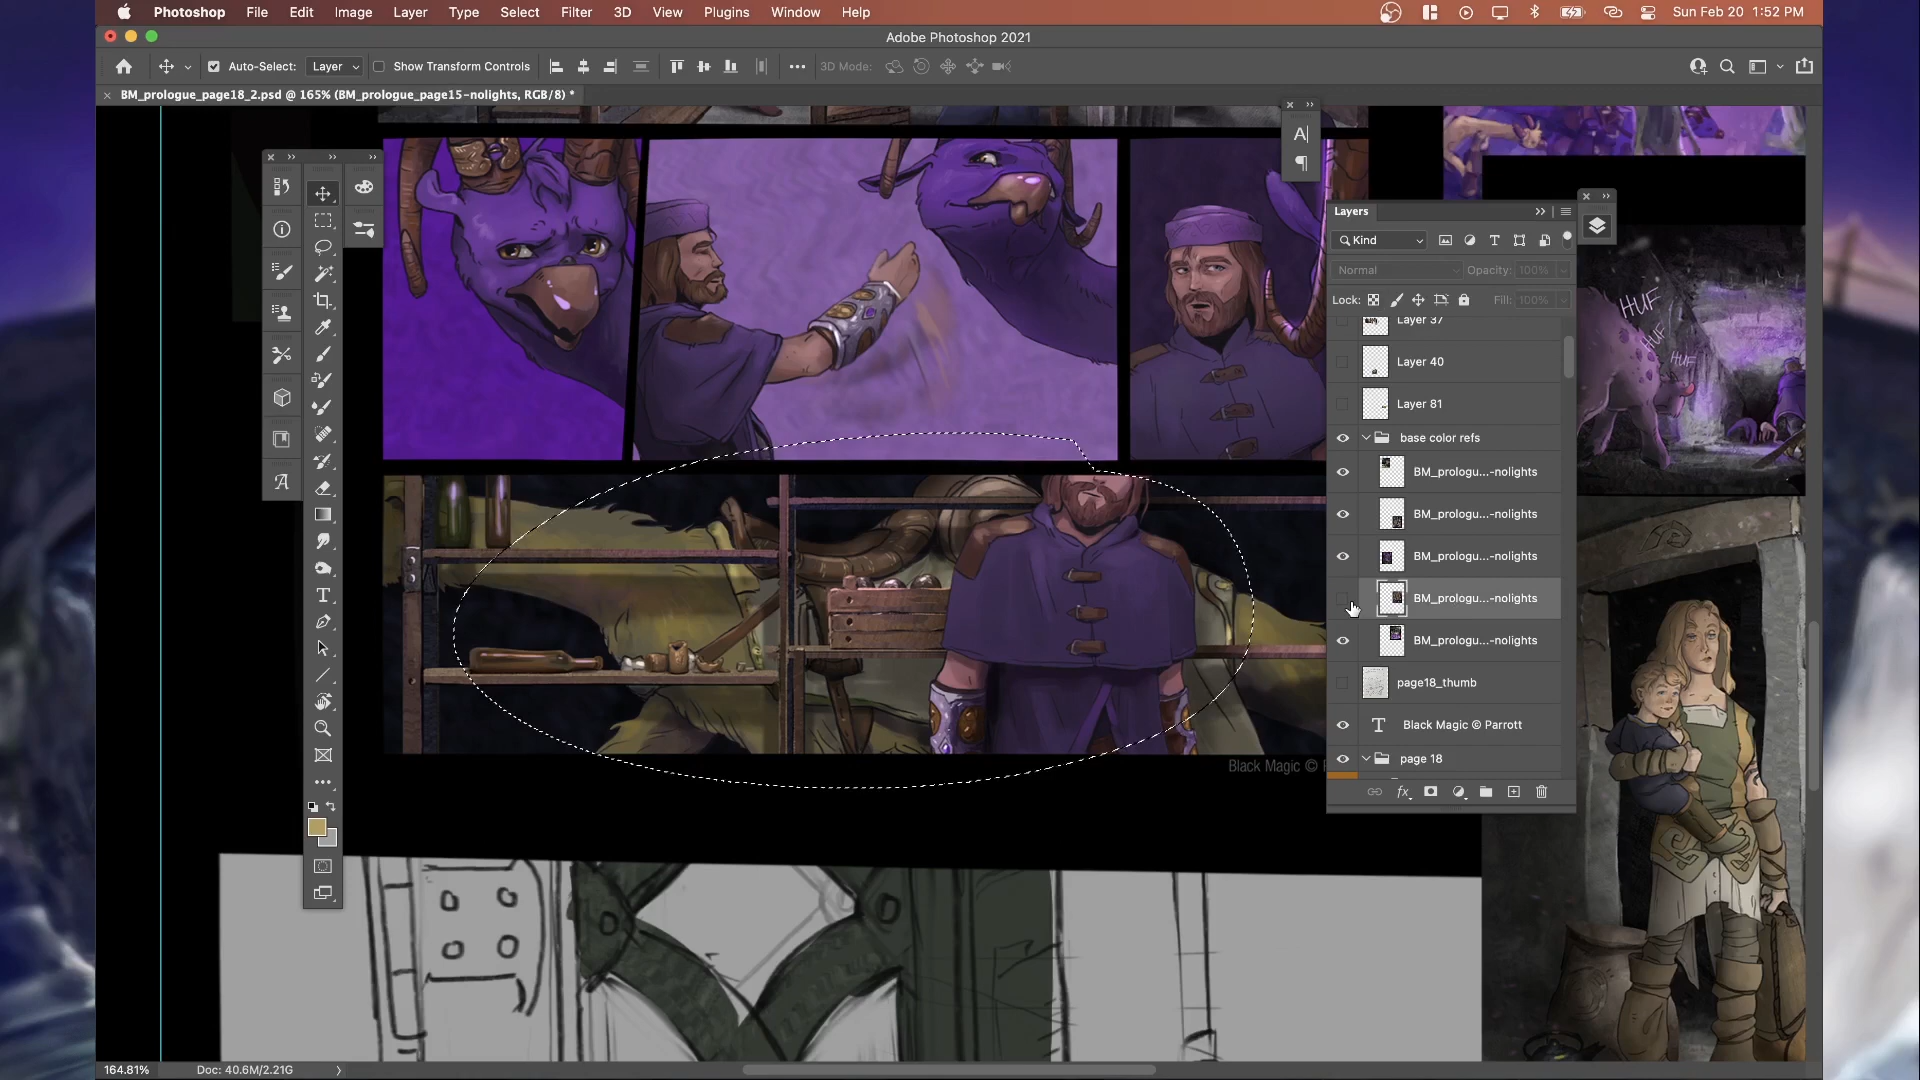 Photoshop File Edit Image Layer Type Select Filter 3D View Plugins Window Help Sun Feb 20 1:52 PM
Adobe Photoshop 2021
Auto-Select: Layer Show Transform Controls 3D Mode:
BM_prologue_page18_2.psd @ 165% (BM_prologue_page15-nolights, RGB/8) *
Layers
Kind
Normal Opacity: 100%
Lock: Fill: 100%
Layer 37
Layer 40
Layer 81
base color refs
BM_prologu...-nolights
BM_prologu...-nolights
BM_prologu...-nolights
BM_prologu...-nolights
BM_prologu...-nolights
page18_thumb
Black Magic © Parrott
page 18
HUF
HUF
HUF
Black Magic © P
164.81% Doc: 40.6M/2.21G